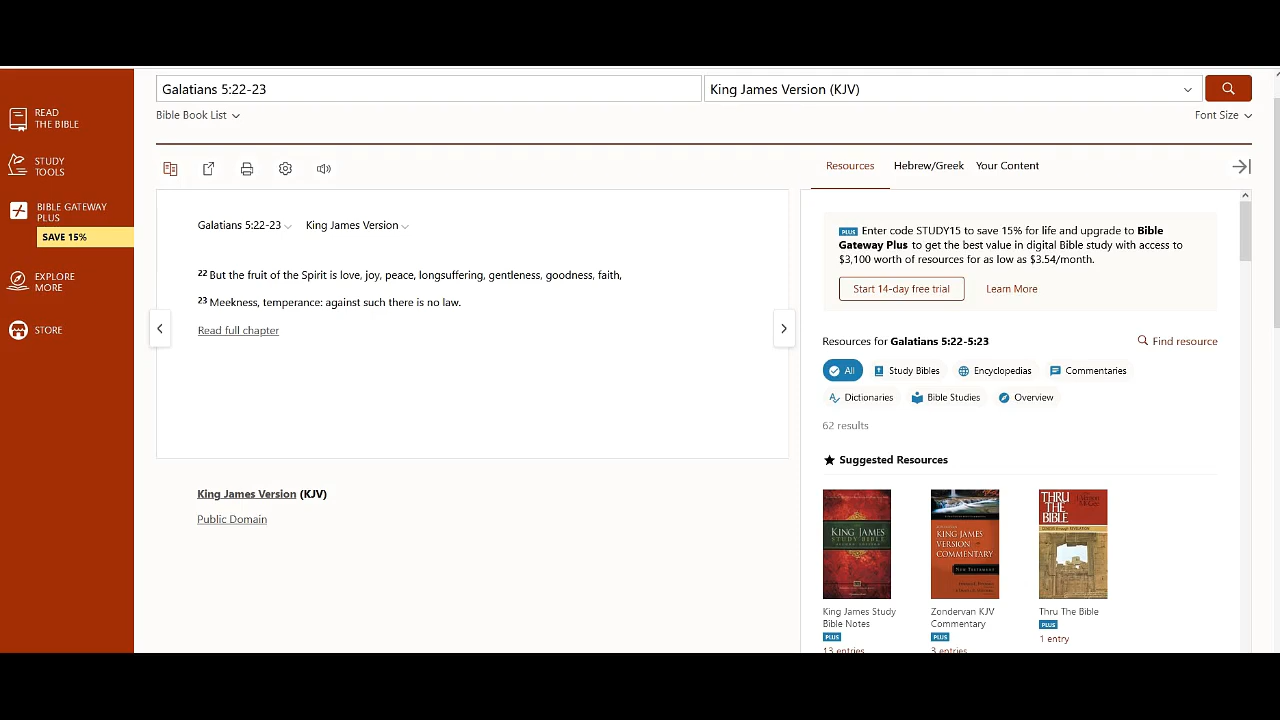 READ
THE BIBLE
STUDY
TOOLS
BIBLE GATEWAY
PLUS
SAVE 15%
EXPLORE
MORE
STORE
Galatians 5:22-23
King James Version (KJV)
Bible Book List
Font Size
Galatians 5:22-23
King James Version
22 But the fruit of the Spirit is love, joy, peace, longsuffering, gentleness, goodness, faith,
23 Meekness, temperance: against such there is no law.
Read full chapter
King James Version (KJV)
Public Domain
Resources Hebrew/Greek Your Content
PLUS Enter code STUDY15 to save 15% for life and upgrade to Bible
Gateway Plus to get the best value in digital Bible study with access to
$3,100 worth of resources for as low as $3.54/month.
Start 14-day free trial
Learn More
Resources for Galatians 5:22-5:23
Find resource
All Study Bibles Encyclopedias Commentaries
Dictionaries Bible Studies Overview
62 results
Suggested Resources
KING JAMES
STUDY BIBLE
KING JAMES
VERSION
COMMENTARY
NEW TESTAMENT
THRU
THE
BIBLE
King James Study
Bible Notes
PLUS
13 entries
Zondervan KJV
Commentary
PLUS
3 entries
Thru The Bible
PLUS
1 entry